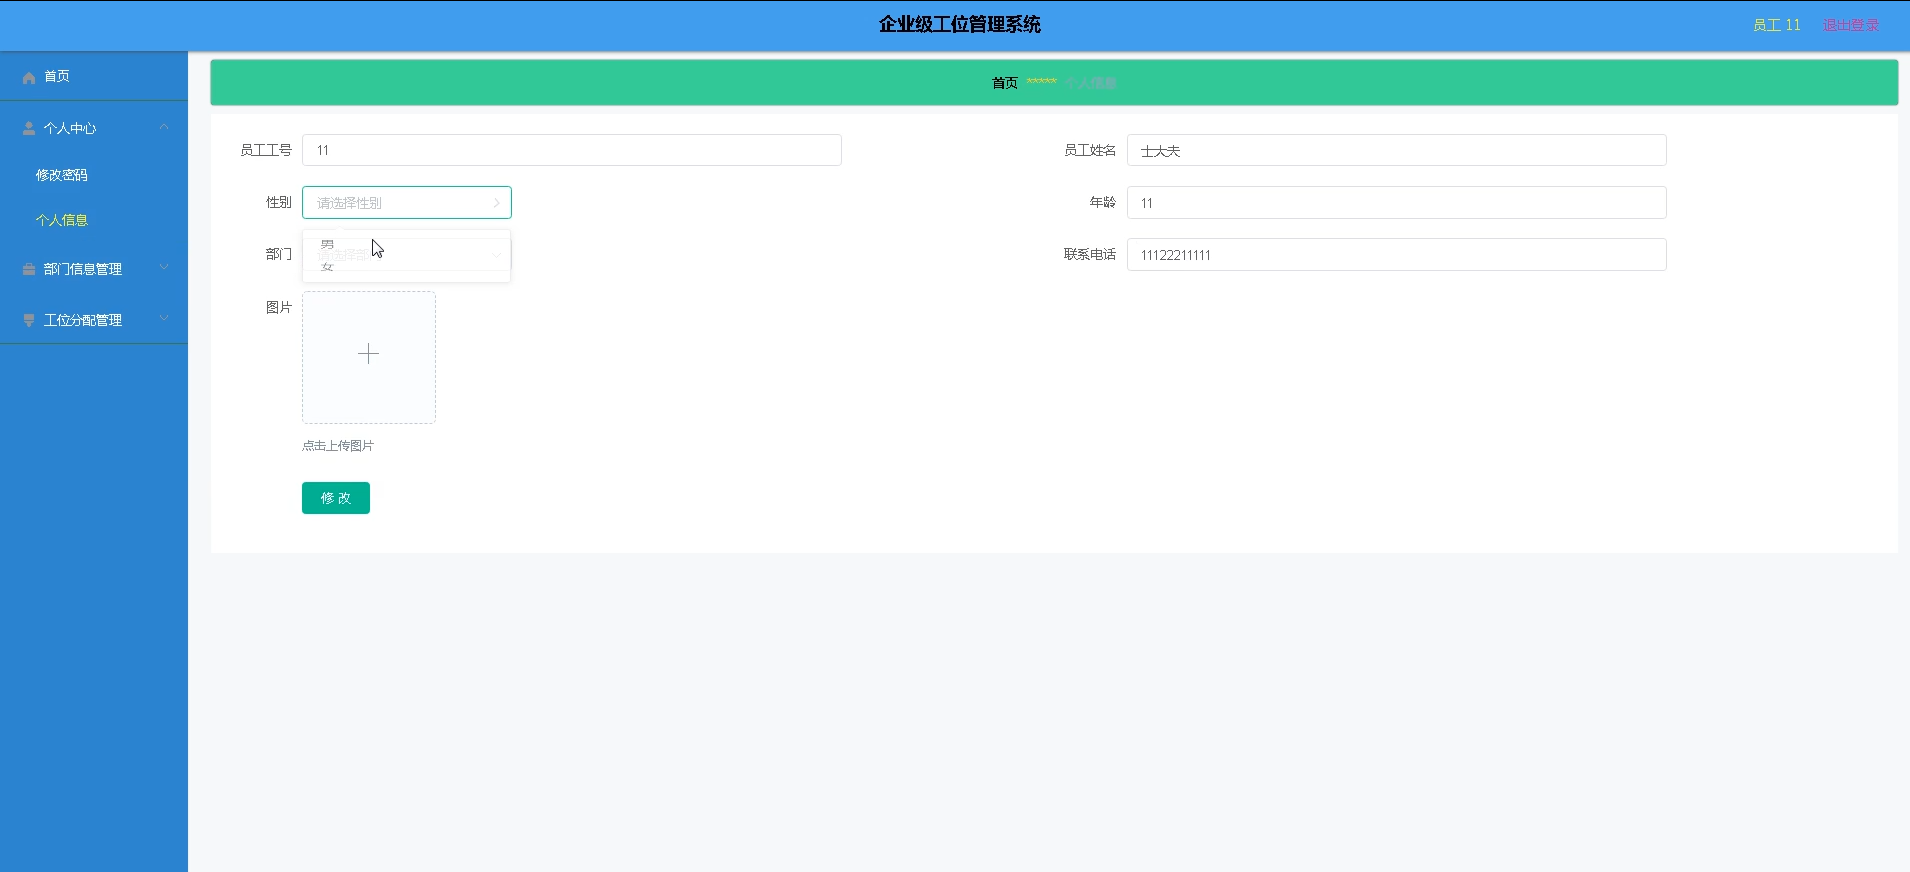 企业级工位管理系统
员工 11
退出登录
首页
个人中心
修改密码
个人信息
部门信息管理
工位分配管理
首页 ***** 个人信息
员工工号 11
员工姓名 士大夫
性别 请选择性别
年龄 11
男
部门 请选择部
女
联系电话 11122211111
图片
点击上传图片
修 改